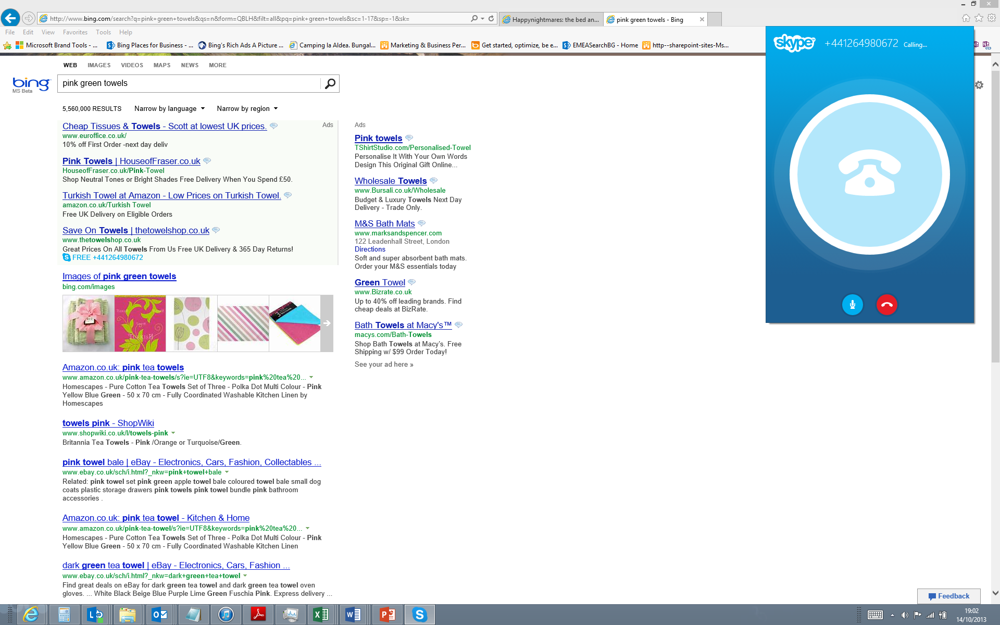 http://www.bing.com/search?q=pink+green+towels&qs=n&form=QBLH&filt=all&pq=pink+green+towels&sc=1-17&sp=-1&sk=
Happynightmares: the bed an...
pink green towels - Bing
File Edit View Favorites Tools Help
Microsoft Brand Tools - ...
Bing Places for Business - ...
Bing's Rich Ads A Picture ...
Camping la Aldea. Bungal...
Marketing & Business Per...
Get started, optimize, be e...
EMEASearchBG - Home
http--sharepoint-sites-Ms...
skype +441264980672 Calling...
WEB IMAGES VIDEOS MAPS NEWS MORE
bing
MS Beta
pink green towels
5,560,000 RESULTS Narrow by language Narrow by region
Cheap Tissues & Towels - Scott at lowest UK prices.
Ads
www.euroffice.co.uk/
10% off First Order -next day deliv
Pink Towels | HouseofFraser.co.uk
HouseofFraser.co.uk/Pink-Towel
Shop Neutral Tones or Bright Shades Free Delivery When You Spend £50.
Turkish Towel at Amazon - Low Prices on Turkish Towel.
amazon.co.uk/Turkish Towel
Free UK Delivery on Eligible Orders
Save On Towels | thetowelshop.co.uk
www.thetowelshop.co.uk
Great Prices On All Towels From Us Free UK Delivery & 365 Day Returns!
FREE +441264980672
Images of pink green towels
bing.com/images
TURKISH
3
Amazon.co.uk: pink tea towels
www.amazon.co.uk/pink-tea-towels/s?ie=UTF8&keywords=pink%20tea%20...
Homescapes - Pure Cotton Tea Towels Set of Three - Polka Dot Multi Colour - Pink
Yellow Blue Green - 50 x 70 cm - Fully Coordinated Washable Kitchen Linen by
Homescapes
towels pink - ShopWiki
www.shopwiki.co.uk/l/towels-pink
Britannia Tea Towels - Pink /Orange or Turquoise/Green.
pink towel bale | eBay - Electronics, Cars, Fashion, Collectables ...
www.ebay.co.uk/sch/i.html?_nkw=pink+towel+bale
Related: pink towel set pink green apple towel bale coloured towel bale small dog
coats plastic storage drawers pink towels pink towel bundle pink bathroom
accessories .
Amazon.co.uk: pink tea towel - Kitchen & Home
www.amazon.co.uk/pink-tea-towel/s?ie=UTF8&keywords=pink%20tea%20...
Homescapes - Pure Cotton Tea Towels Set of Three - Polka Dot Multi Colour - Pink
Yellow Blue Green - 50 x 70 cm - Fully Coordinated Washable Kitchen Linen
dark green tea towel | eBay - Electronics, Cars, Fashion ...
www.ebay.co.uk/sch/i.html?_nkw=dark+green+tea+towel
Find great deals on eBay for dark green tea towel and dark green tea towel oven
gloves. ... White Black Beige Blue Purple Lime Green Fuschia Pink. Express delivery ...
Ads
Pink towels
TShirtStudio.com/Personalised-Towel
Personalise It With Your Own Words
Design This Original Gift Online...
Wholesale Towels
www.Bursali.co.uk/Wholesale
Budget & Luxury Towels Next Day
Delivery - Trade Only.
M&S Bath Mats
www.marksandspencer.com
122 Leadenhall Street, London
Directions
Soft and super absorbent bath mats.
Order your M&S essentials today
Green Towel
www.Bizrate.co.uk
Up to 40% off leading brands. Find
cheap deals at BizRate.
Bath Towels at Macy's™
macys.com/Bath-Towels
Shop Bath Towels at Macy's. Free
Shipping w/ $99 Order Today!
See your ad here »
Feedback
19:02
14/10/2013